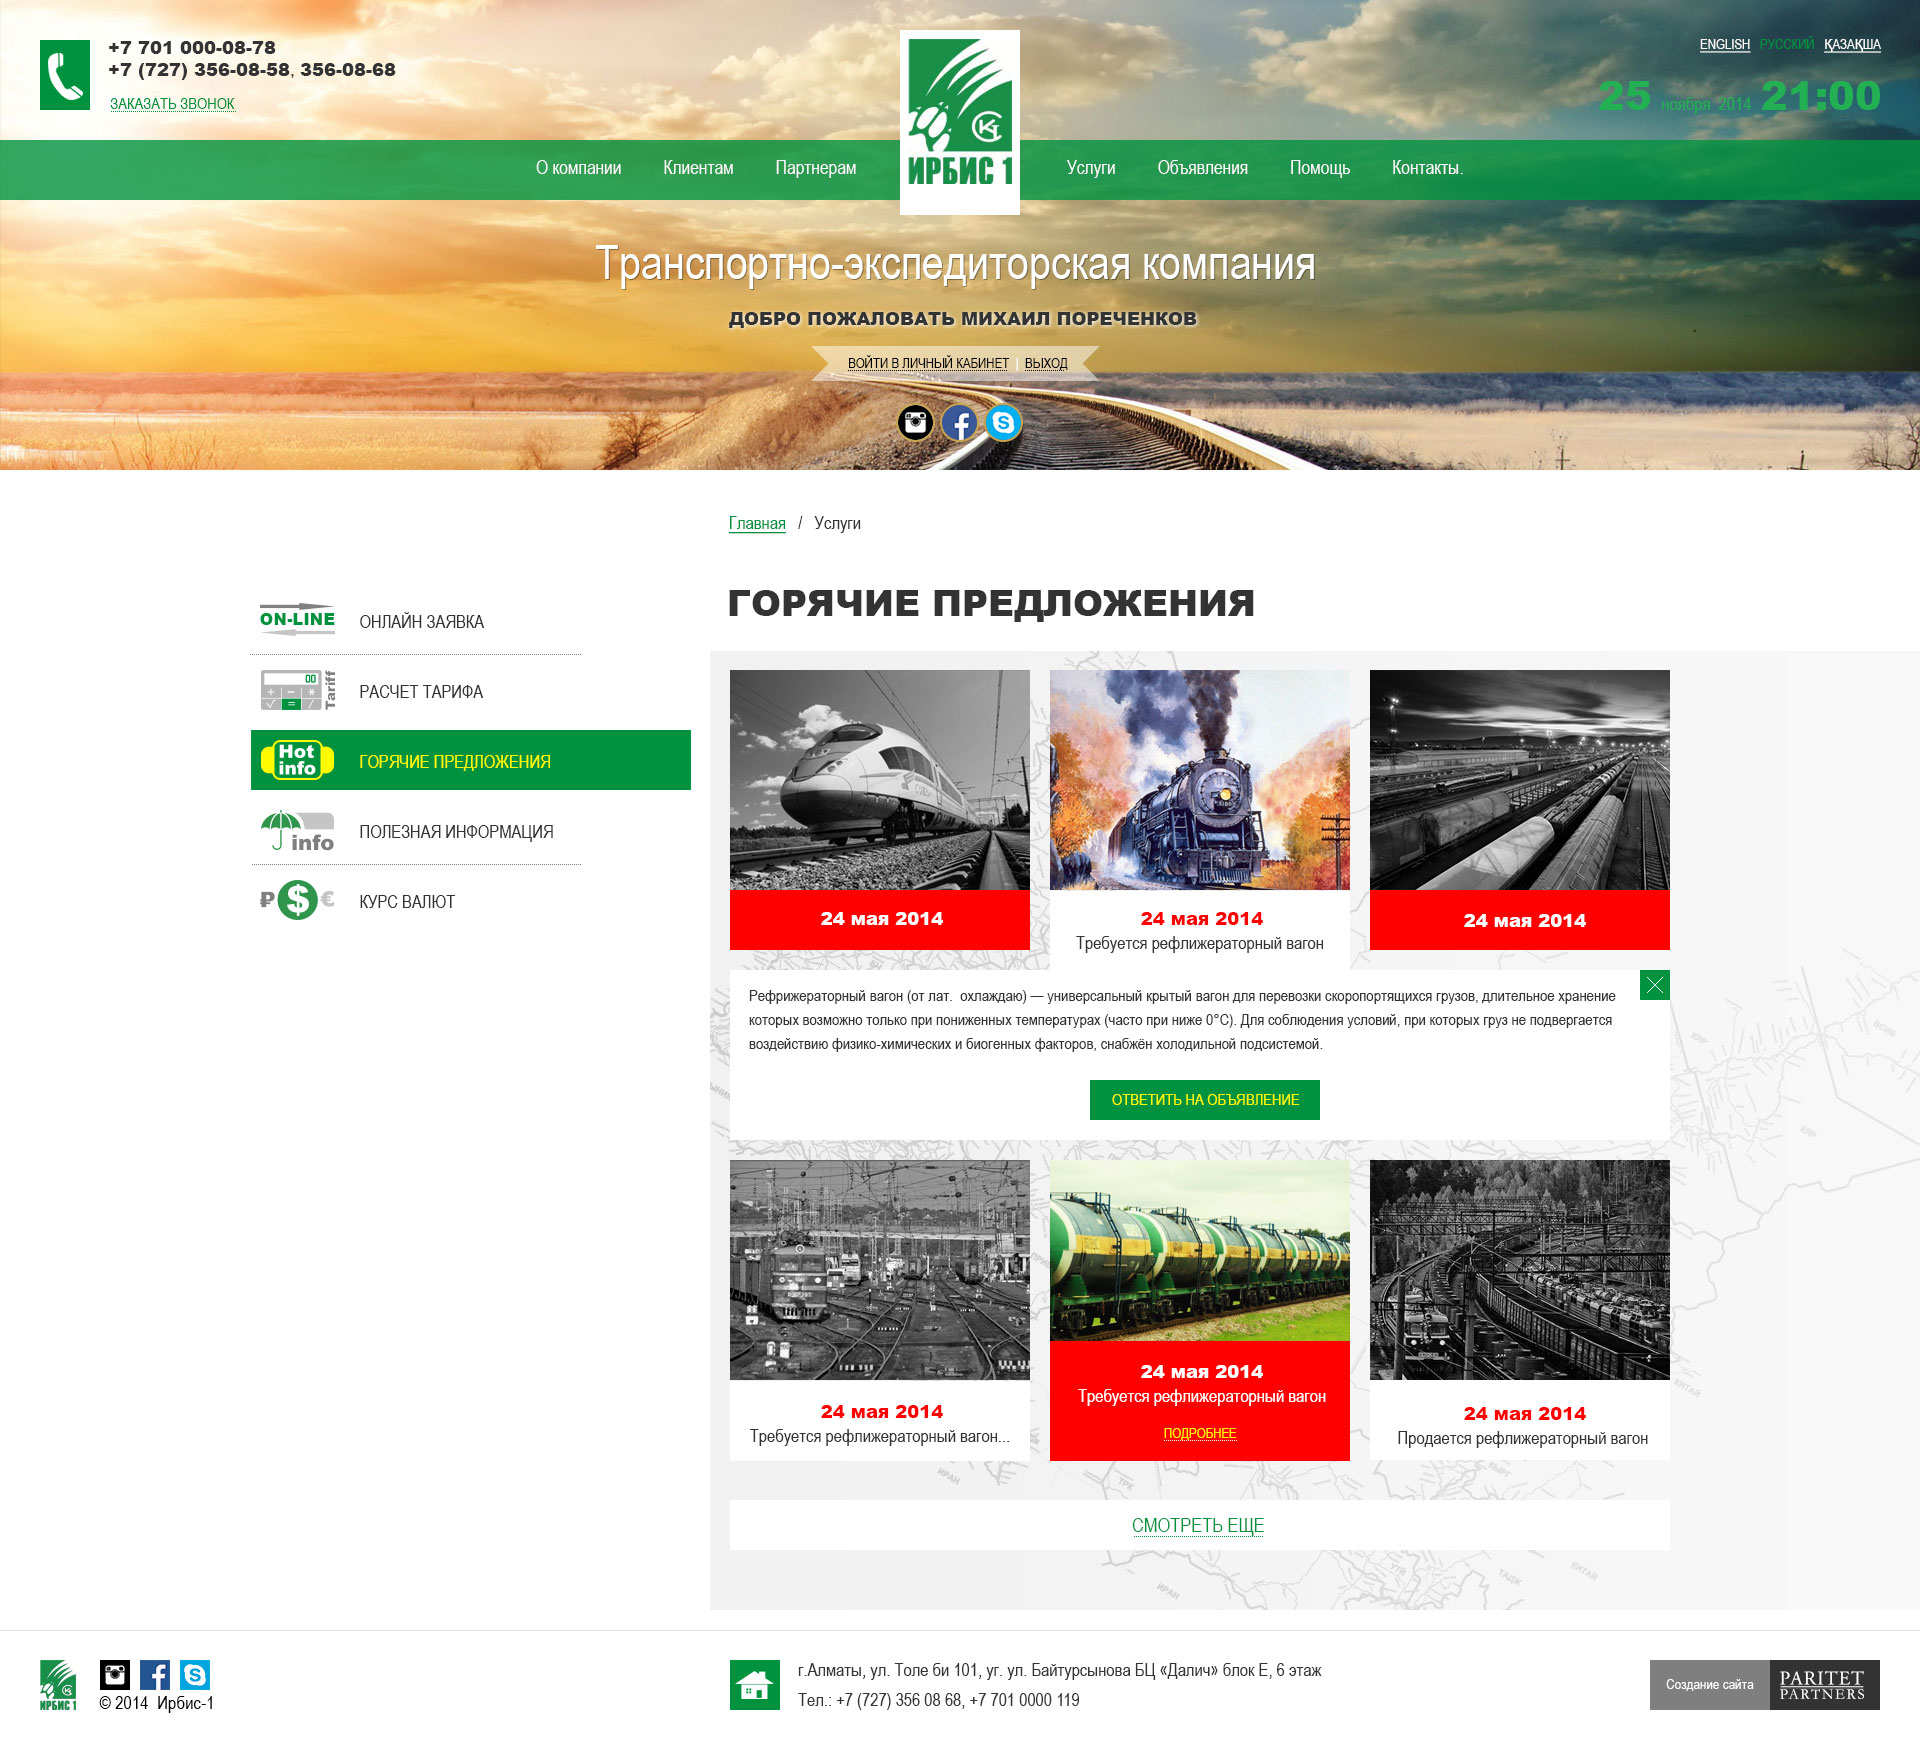 +7 701 000-08-78
+7 (727) 356-08-58, 356-08-68
ЗАКАЗАТЬ ЗВОНОК
ENGLISH РУССКИЙ ҚАЗАҚША
25 ноября 2014 21:00
О компании Клиентам Партнерам
ИРБИС 1
Услуги Объявления Помощь Контакты.
Транспортно-экспедиторская компания
ДОБРО ПОЖАЛОВАТЬ МИХАИЛ ПОРЕЧЕНКОВ
ВОЙТИ В ЛИЧНЫЙ КАБИНЕТ | ВЫХОД
Главная / Услуги
ON-LINE ОНЛАЙН ЗАЯВКА
00 Tariff РАСЧЕТ ТАРИФА
Hot info ГОРЯЧИЕ ПРЕДЛОЖЕНИЯ
info ПОЛЕЗНАЯ ИНФОРМАЦИЯ
₽ $ € КУРС ВАЛЮТ
ГОРЯЧИЕ ПРЕДЛОЖЕНИЯ
24 мая 2014
24 мая 2014
Требуется рефлижераторный вагон
24 мая 2014
Рефрижераторный вагон (от лат. охлаждаю) — универсальный крытый вагон для перевозки скоропортящихся грузов, длительное хранение
которых возможно только при пониженных температурах (часто при ниже 0°С). Для соблюдения условий, при которых груз не подвергается
воздействию физико-химических и биогенных факторов, снабжён холодильной подсистемой.
ОТВЕТИТЬ НА ОБЪЯВЛЕНИЕ
24 мая 2014
Требуется рефлижераторный вагон...
24 мая 2014
Требуется рефлижераторный вагон
ПОДРОБНЕЕ
24 мая 2014
Продается рефлижераторный вагон
СМОТРЕТЬ ЕЩЕ
ИРБИС 1
© 2014 Ирбис-1
г.Алматы, ул. Толе би 101, уг. ул. Байтурсынова БЦ «Далич» блок Е, 6 этаж
Тел.: +7 (727) 356 08 68, +7 701 0000 119
Создание сайта
PARITET
PARTNERS